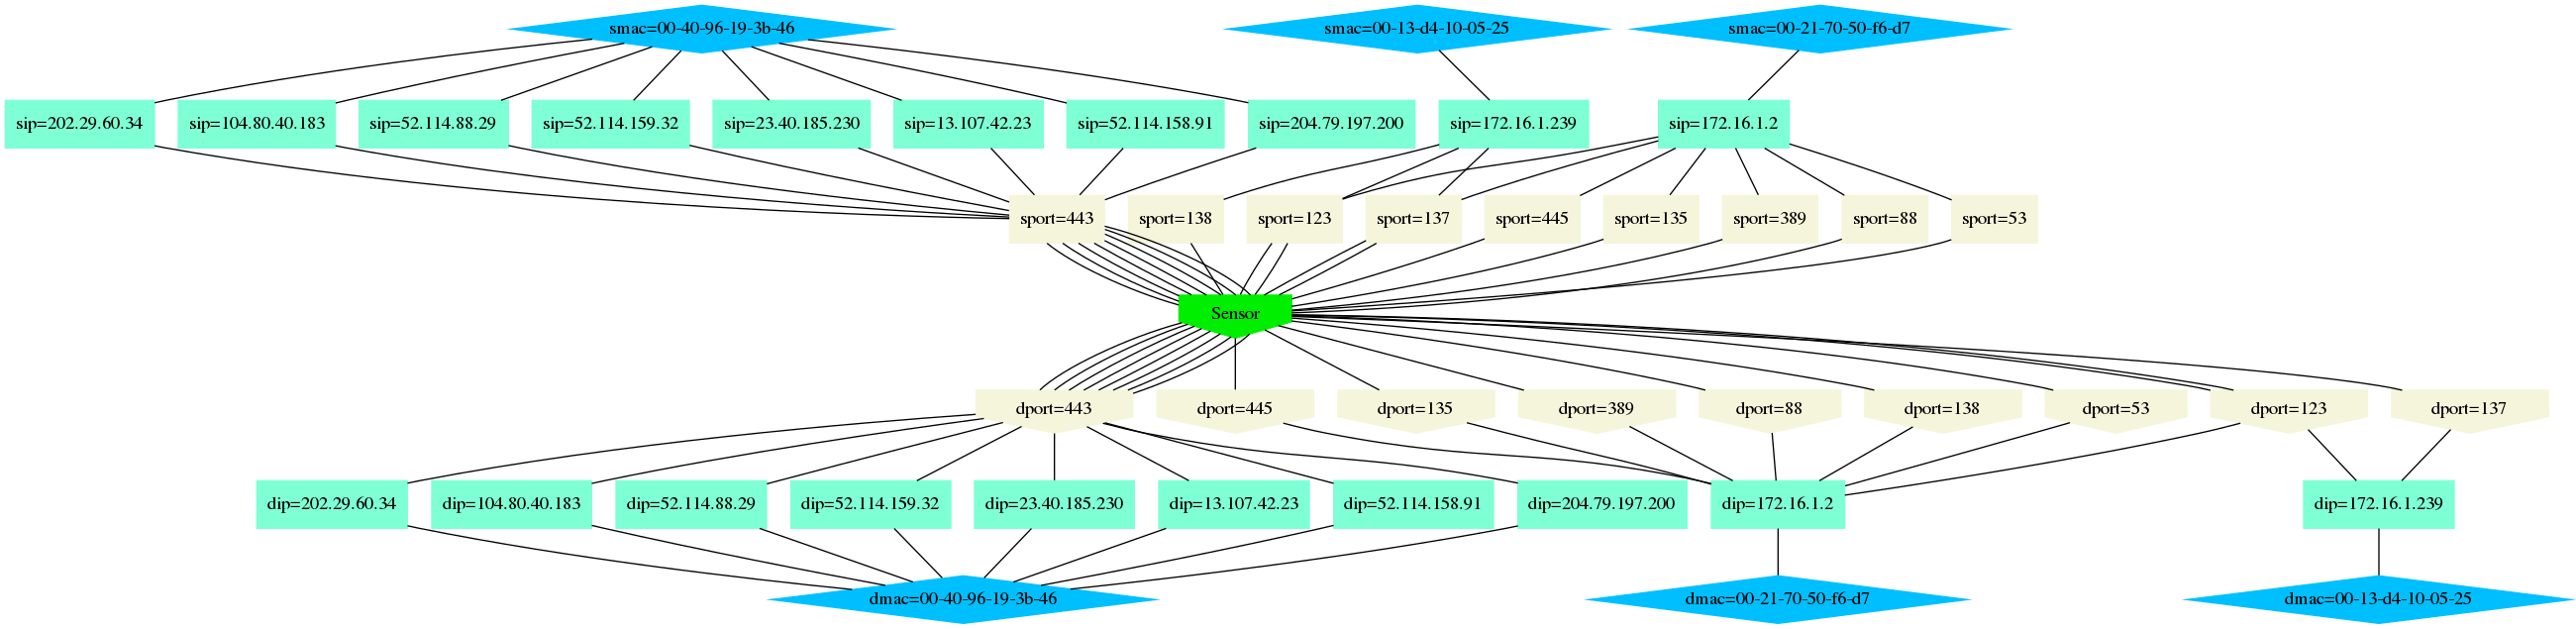 smac=00-40-96-19-3b-46
smac=00-13-d4-10-05-25
smac=00-21-70-50-f6-d7
sip=202.29.60.34
sip=104.80.40.183
sip=52.114.88.29
sip=52.114.159.32
sip=23.40.185.230
sip=13.107.42.23
sip=52.114.158.91
sip=204.79.197.200
sip=172.16.1.239
sip=172.16.1.2
sport=443
sport=138
sport=123
sport=137
sport=445
sport=135
sport=389
sport=88
sport=53
Sensor
dport=443
dport=445
dport=135
dport=389
dport=88
dport=138
dport=53
dport=123
dport=137
dip=202.29.60.34
dip=104.80.40.183
dip=52.114.88.29
dip=52.114.159.32
dip=23.40.185.230
dip=13.107.42.23
dip=52.114.158.91
dip=204.79.197.200
dip=172.16.1.2
dip=172.16.1.239
dmac=00-40-96-19-3b-46
dmac=00-21-70-50-f6-d7
dmac=00-13-d4-10-05-25